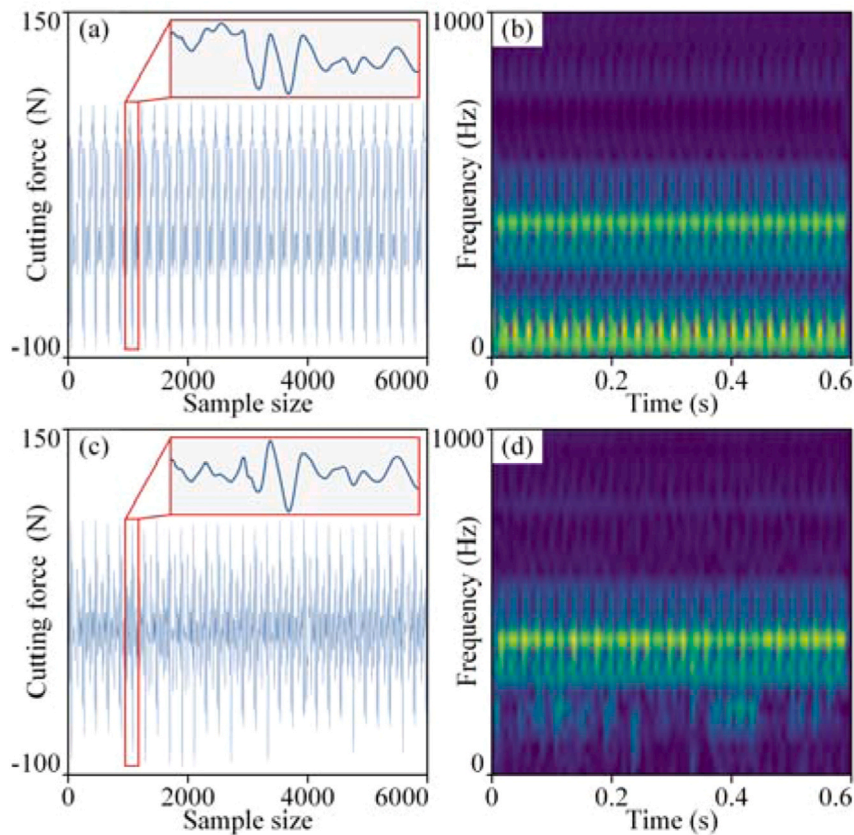 150
(a)
Cutting force (N)
-100
0
2000
4000
6000
Sample size
1000
(b)
Frequency (Hz)
0
0
0.2
0.4
0.6
Time (s)
150
(c)
Cutting force (N)
-100
0
2000
4000
6000
Sample size
1000
(d)
Frequency (Hz)
0
0
0.2
0.4
0.6
Time (s)